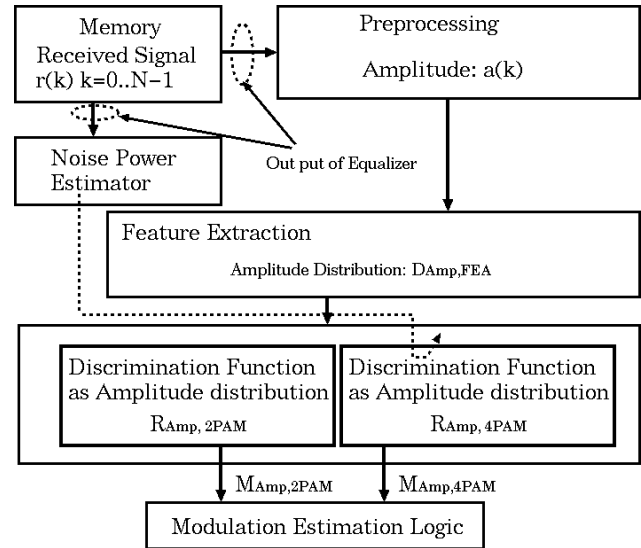 Memory
Received Signal
r(k) k=0..N−1
Preprocessing
Amplitude: a(k)
Noise Power
Estimator
Out put of Equalizer
Feature Extraction
Amplitude Distribution: DAmp,FEA
Discrimination Function
as Amplitude distribution
RAmp, 2PAM
Discrimination Function
as Amplitude distribution
RAmp, 4PAM
MAmp,2PAM
MAmp,4PAM
Modulation Estimation Logic